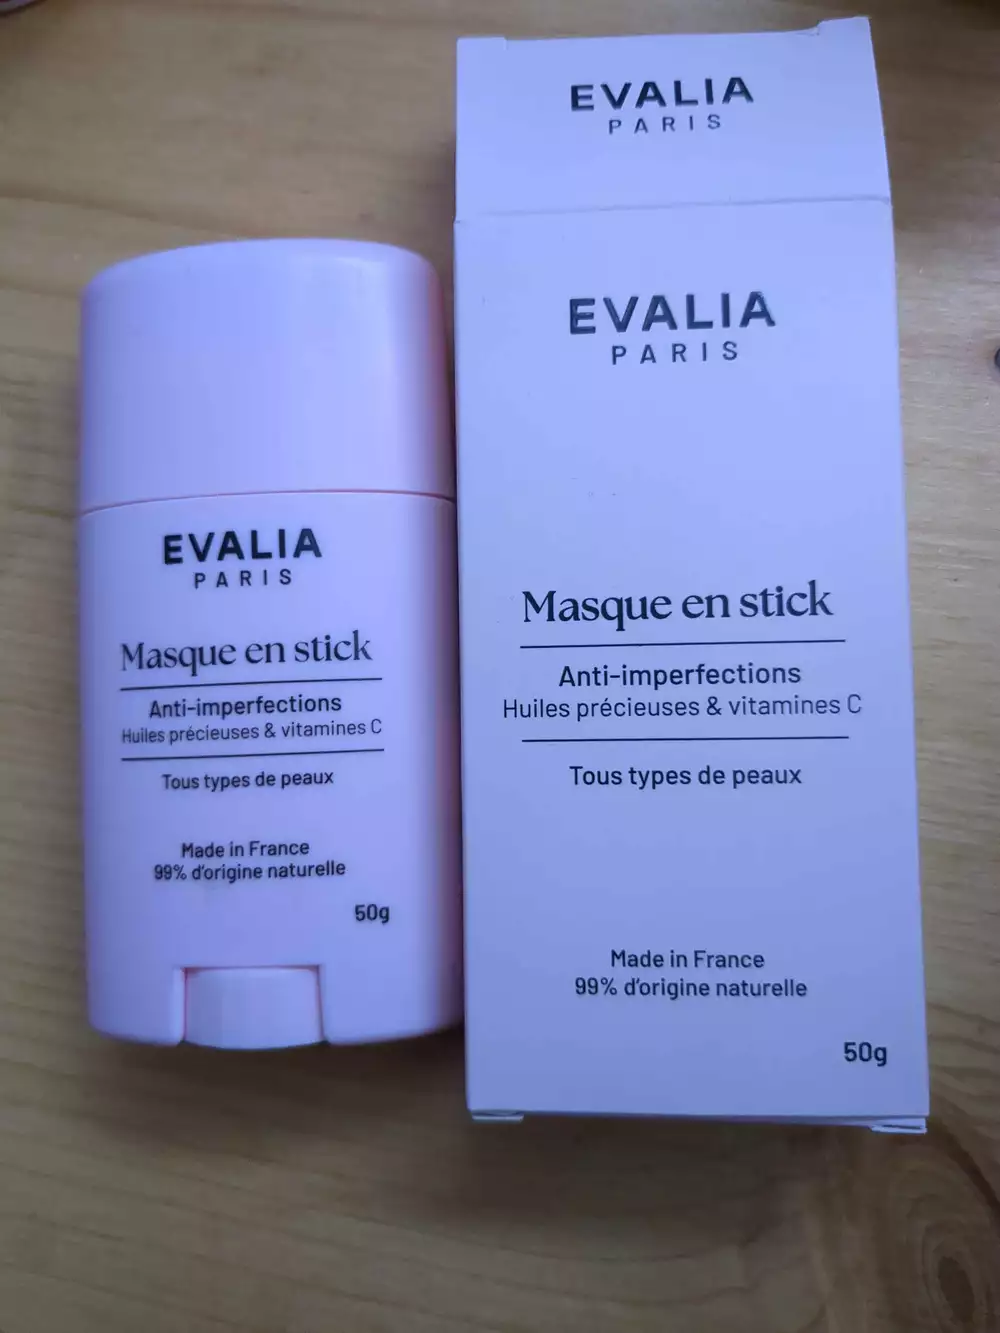 EVALIA
PARIS
Masque en stick
Anti-imperfections
Huiles précieuses & vitamines C
Tous types de peaux
Made in France
99% d'origine naturelle
50g
EVALIA
PARIS
EVALIA
PARIS
Masque en stick
Anti-imperfections
Huiles précieuses & vitamines C
Tous types de peaux
Made in France
99% d'origine naturelle
50g